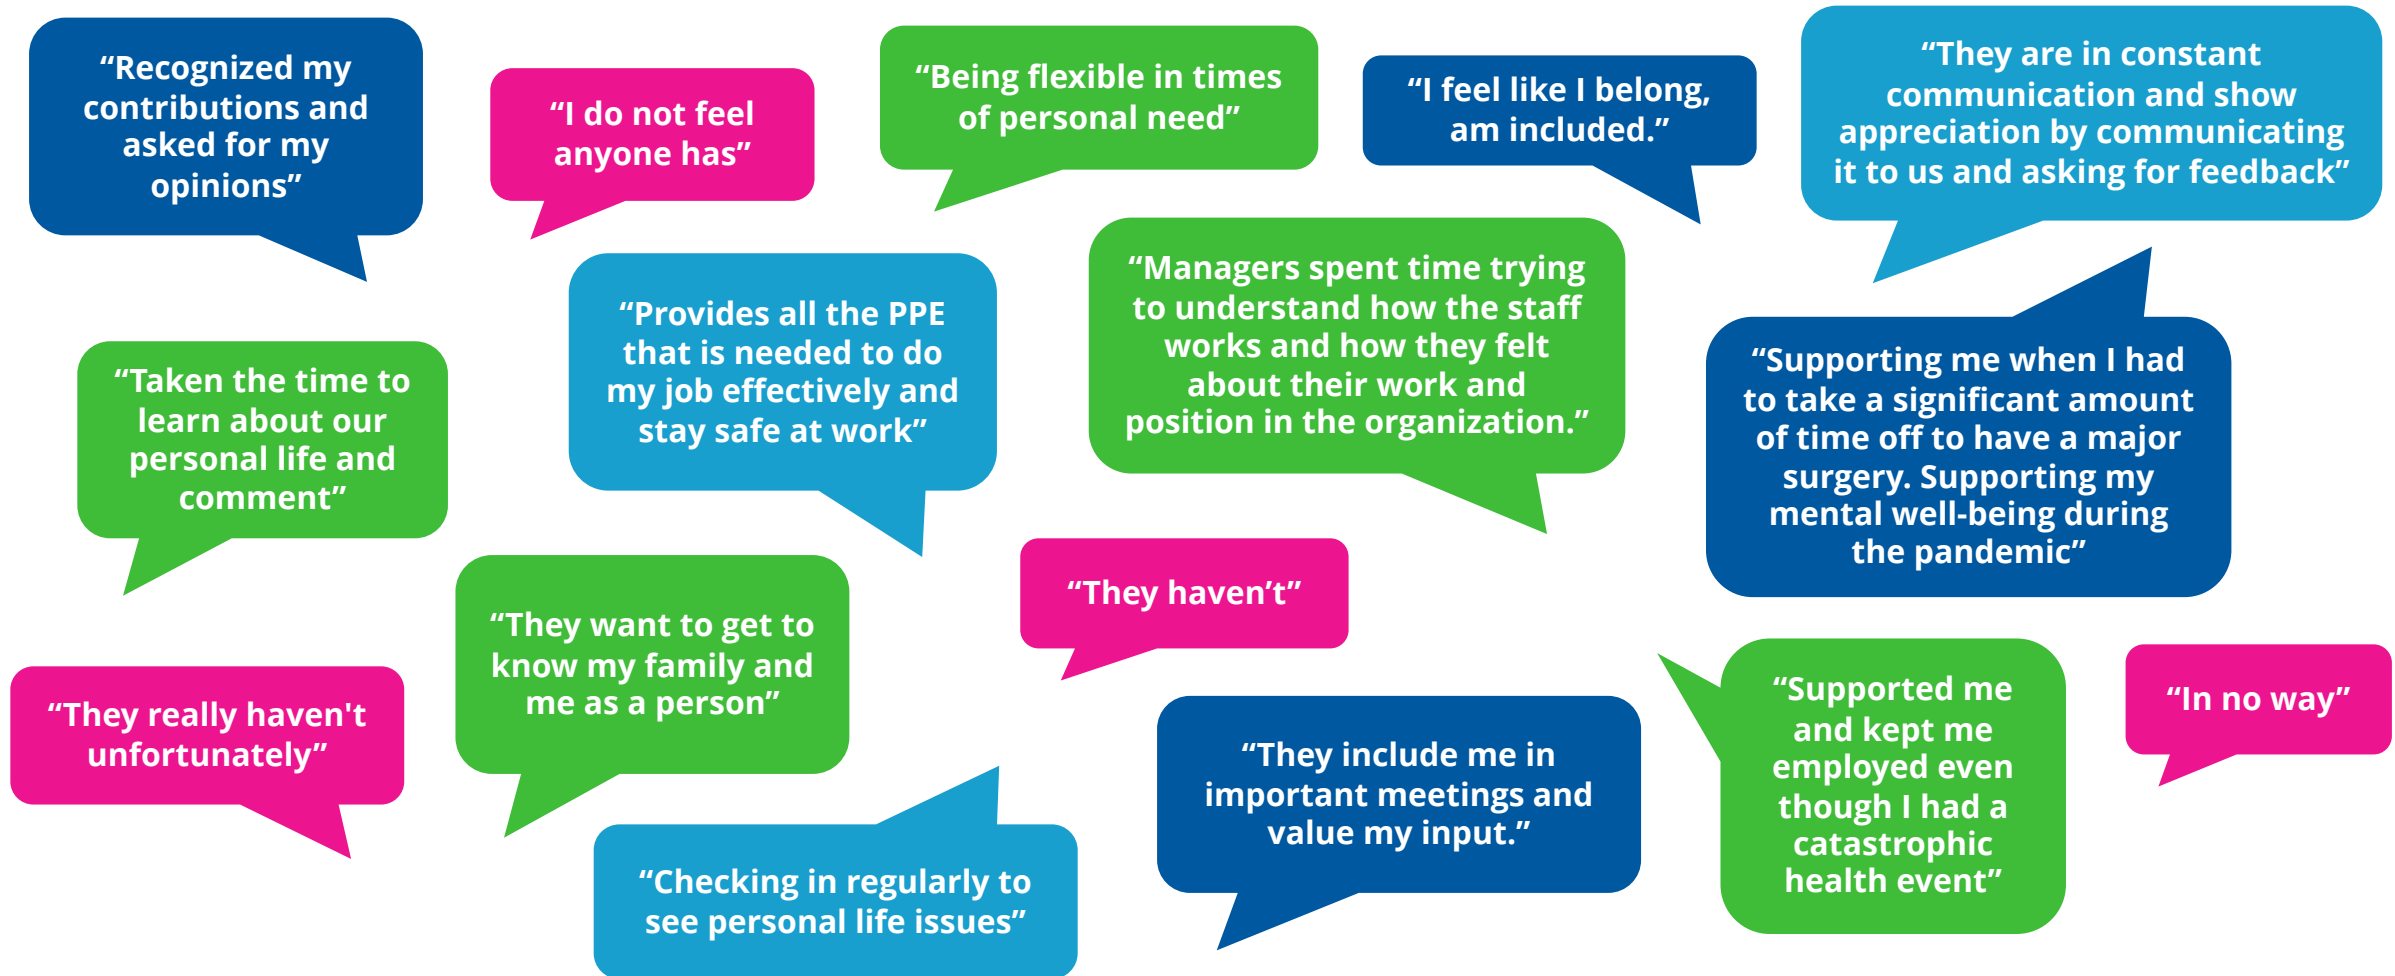 “Recognized my
contributions and
asked for my
opinions”
“I do not feel
anyone has”
“Being flexible in times
of personal need”
“I feel like I belong,
am included.”
“They are in constant
communication and show
appreciation by communicating
it to us and asking for feedback”
“Taken the time to
learn about our
personal life and
comment”
“Provides all the PPE
that is needed to do
my job effectively and
stay safe at work”
“Managers spent time trying
to understand how the staff
works and how they felt
about their work and
position in the organization.”
“Supporting me when I had
to take a significant amount
of time off to have a major
surgery. Supporting my
mental well-being during
the pandemic”
“They really haven't
unfortunately”
“They want to get to
know my family and
me as a person”
“They haven’t”
“Checking in regularly to
see personal life issues”
“They include me in
important meetings and
value my input.”
“Supported me
and kept me
employed even
though I had a
catastrophic
health event”
“In no way”